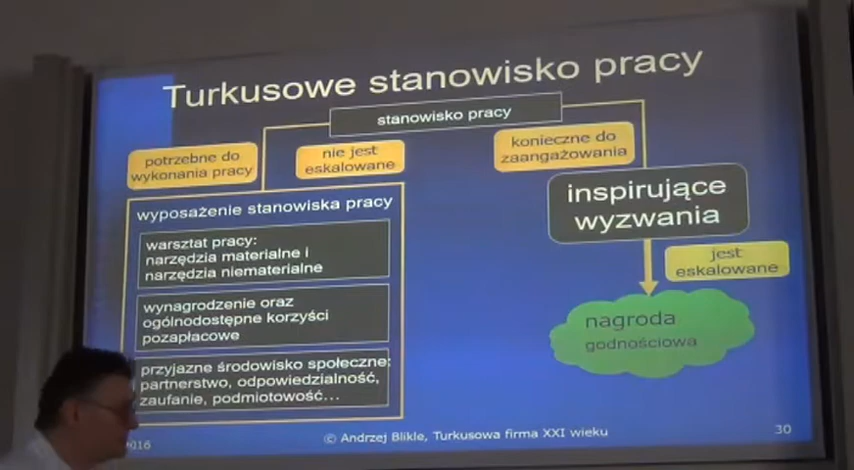 Turkusowe stanowisko pracy
stanowisko pracy
potrzebne do
wykonania pracy
nie jest
eskalowane
konieczne do
zaangażowania
wyposażenie stanowiska pracy
warsztat pracy:
narzędzia materialne i
narzędzia niematerialne
wynagrodzenie oraz
ogólnodostępne korzyści
pozapłacowe
przyjazne środowisko społeczne:
partnerstwo, odpowiedzialność,
zaufanie, podmiotowość...
inspirujące
wyzwania
jest
eskalowane
nagroda
godnościowa
© Andrzej Blikle, Turkusowa firma XXI wieku
30